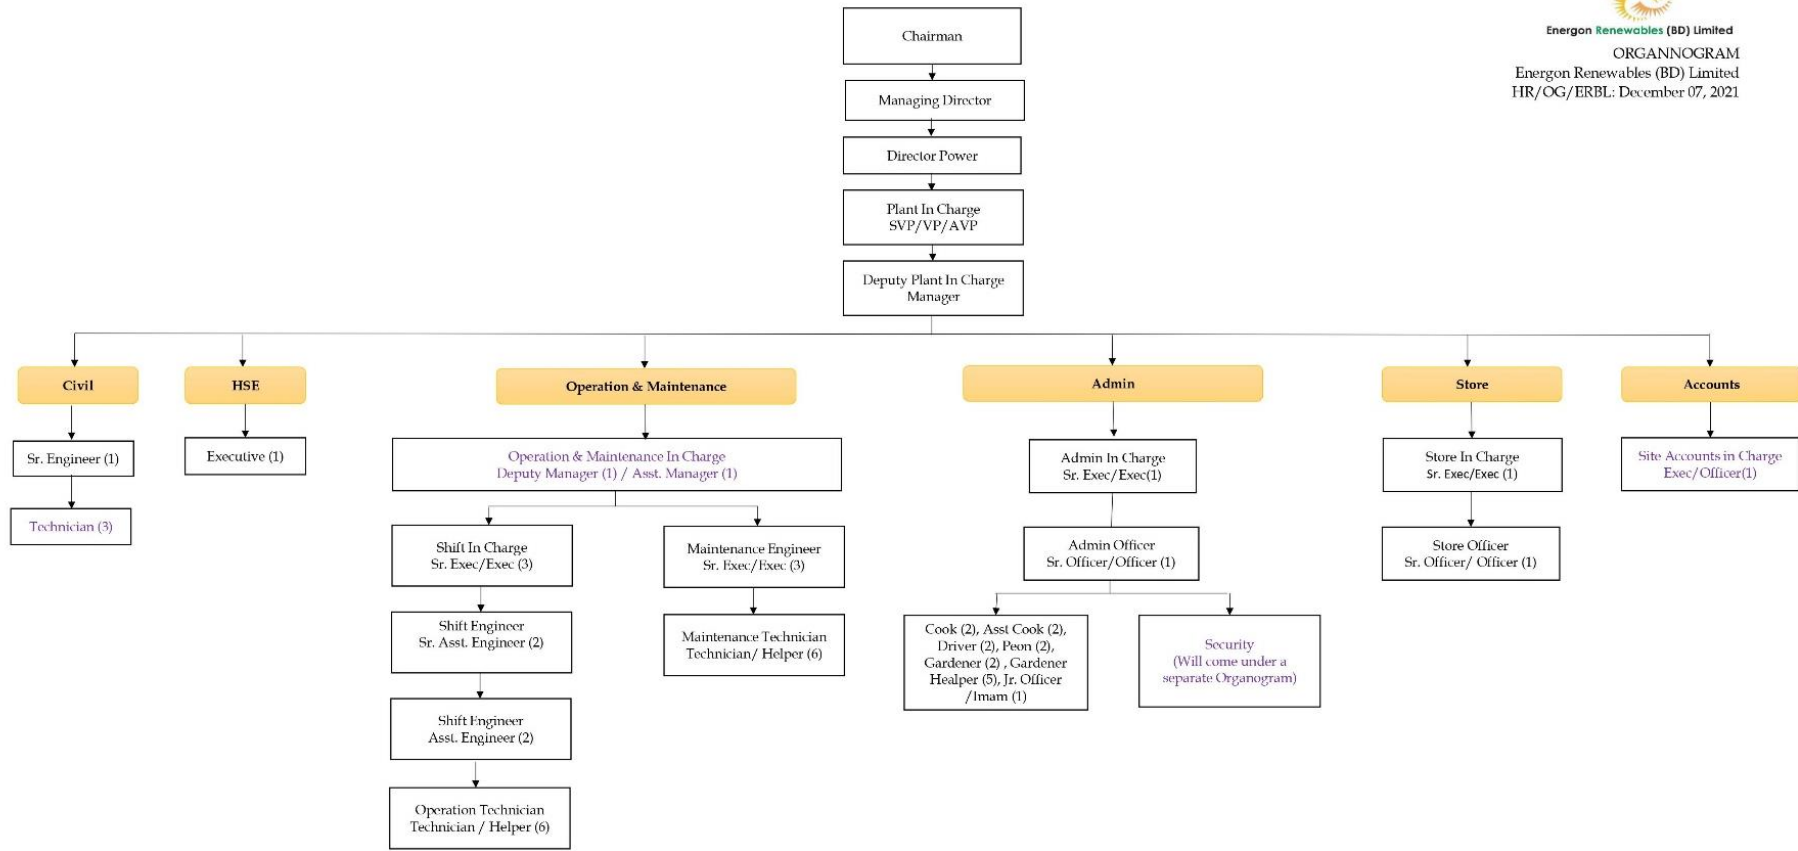 Energon Renewables (BD) Limited
ORGANNOGRAM
Energon Renewables (BD) Limited
HR/OG/ERBL: December 07, 2021
Chairman
Managing Director
Director Power
Plant In Charge
SVP/VP/AVP
Deputy Plant In Charge
Manager
Civil
Sr. Engineer (1)
Technician (3)
HSE
Executive (1)
Operation & Maintenance
Operation & Maintenance In Charge
Deputy Manager (1) / Asst. Manager (1)
Shift In Charge
Sr. Exec/Exec (3)
Shift Engineer
Sr. Asst. Engineer (2)
Shift Engineer
Asst. Engineer (2)
Operation Technician
Technician / Helper (6)
Maintenance Engineer
Sr. Exec/Exec (3)
Maintenance Technician
Technician/ Helper (6)
Admin
Admin In Charge
Sr. Exec/Exec(1)
Admin Officer
Sr. Officer/Officer (1)
Cook (2), Asst Cook (2),
Driver (2), Peon (2),
Gardener (2) , Gardener
Healper (5), Jr. Officer
/Imam (1)
Security
(Will come under a
separate Organogram)
Store
Store In Charge
Sr. Exec/Exec (1)
Store Officer
Sr. Officer/ Officer (1)
Accounts
Site Accounts in Charge
Exec/Officer(1)